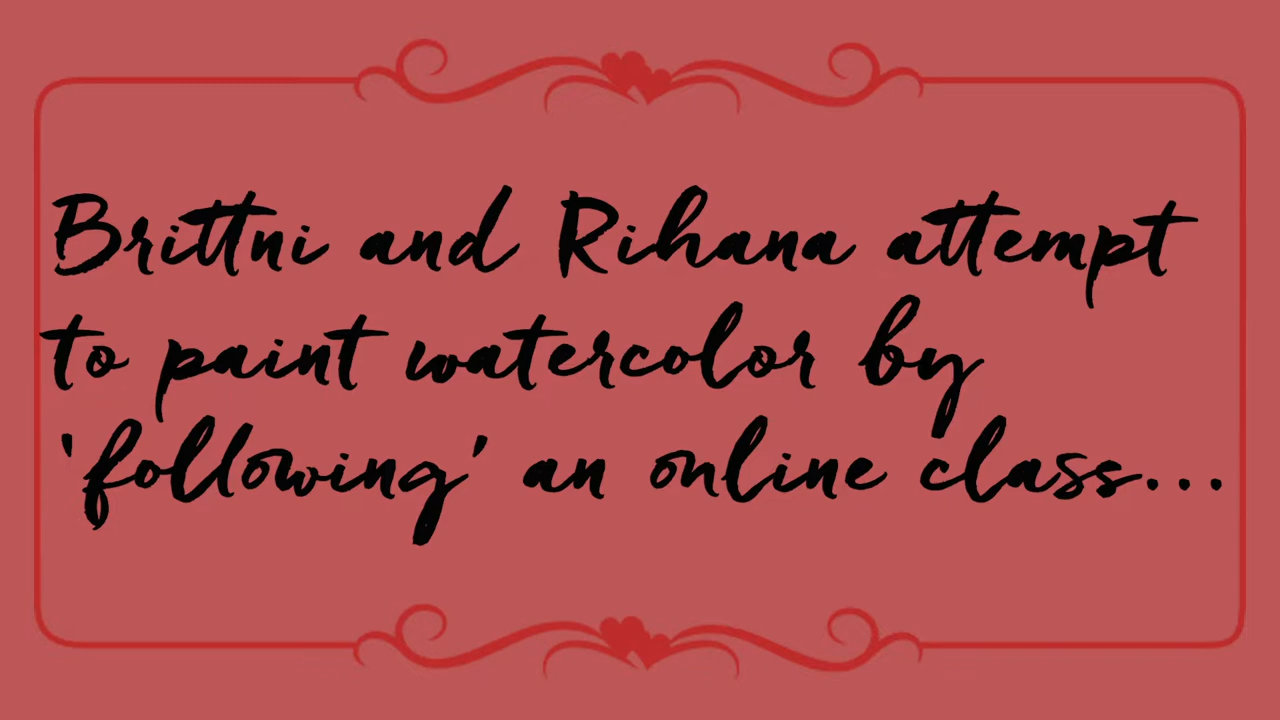 Brittni and Rihana attempt
to paint watercolor by
'following' an online class...